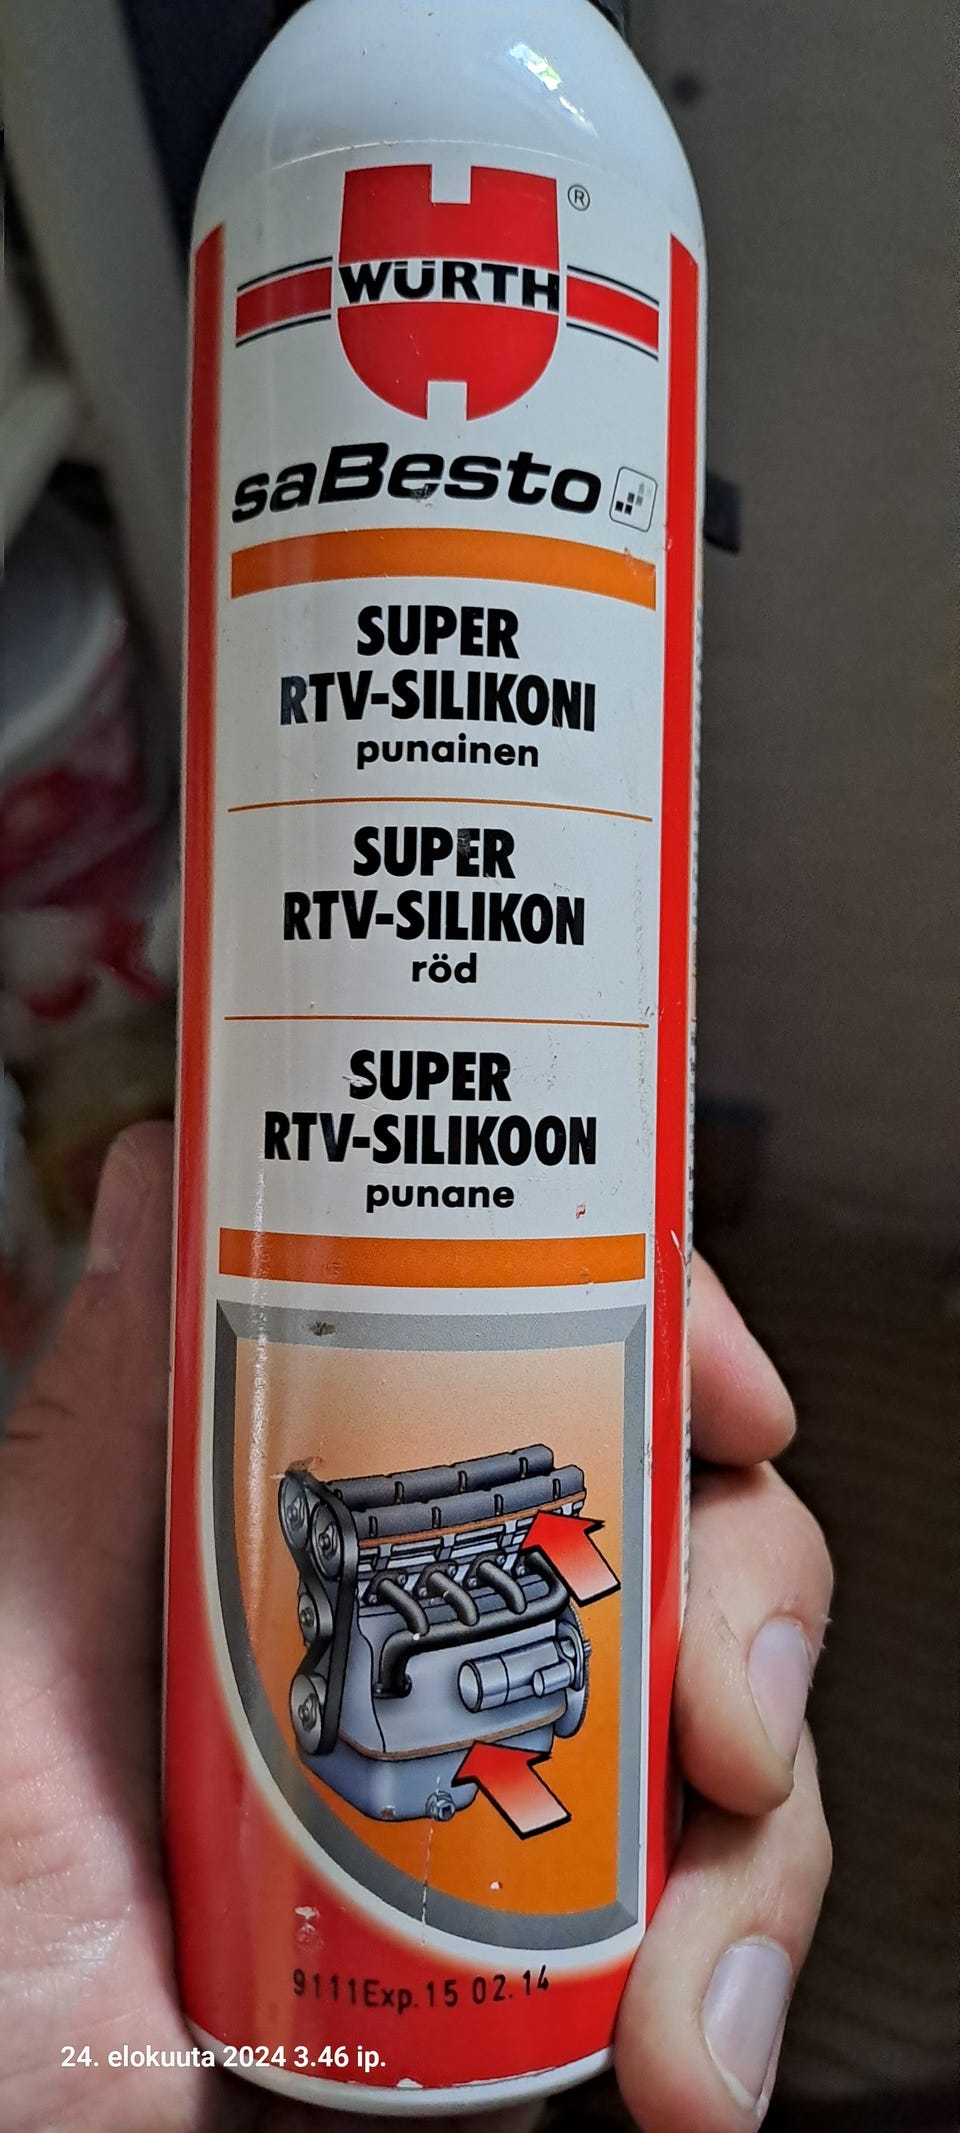 WÜRTH ®
saBesto
SUPER
RTV-SILIKONI
punainen
SUPER
RTV-SILIKON
röd
SUPER
RTV-SILIKOON
punane
9111Exp.15 02.14
24. elokuuta 2024 3.46 ip.